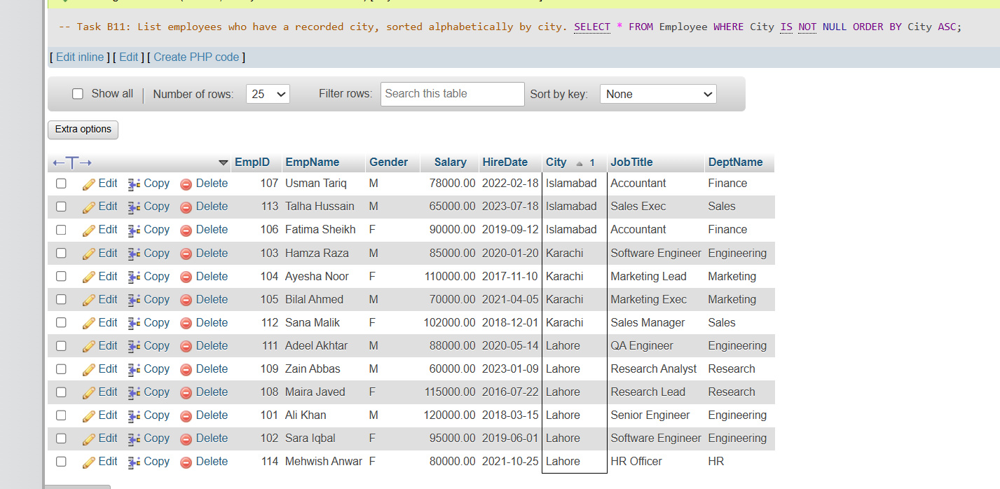 -- Task B11: List employees who have a recorded city, sorted alphabetically by city. SELECT * FROM Employee WHERE City IS NOT NULL ORDER BY City ASC;
[ Edit inline ] [ Edit ] [ Create PHP code ]
Show all Number of rows: 25 Filter rows: Search this table Sort by key: None
Extra options
←T→ EmpID EmpName Gender Salary HireDate City 1 JobTitle DeptName
Edit Copy Delete 107 Usman Tariq M 78000.00 2022-02-18 Islamabad Accountant Finance
Edit Copy Delete 113 Talha Hussain M 65000.00 2023-07-18 Islamabad Sales Exec Sales
Edit Copy Delete 106 Fatima Sheikh F 90000.00 2019-09-12 Islamabad Accountant Finance
Edit Copy Delete 103 Hamza Raza M 85000.00 2020-01-20 Karachi Software Engineer Engineering
Edit Copy Delete 104 Ayesha Noor F 110000.00 2017-11-10 Karachi Marketing Lead Marketing
Edit Copy Delete 105 Bilal Ahmed M 70000.00 2021-04-05 Karachi Marketing Exec Marketing
Edit Copy Delete 112 Sana Malik F 102000.00 2018-12-01 Karachi Sales Manager Sales
Edit Copy Delete 111 Adeel Akhtar M 88000.00 2020-05-14 Lahore QA Engineer Engineering
Edit Copy Delete 109 Zain Abbas M 60000.00 2023-01-09 Lahore Research Analyst Research
Edit Copy Delete 108 Maira Javed F 115000.00 2016-07-22 Lahore Research Lead Research
Edit Copy Delete 101 Ali Khan M 120000.00 2018-03-15 Lahore Senior Engineer Engineering
Edit Copy Delete 102 Sara Iqbal F 95000.00 2019-06-01 Lahore Software Engineer Engineering
Edit Copy Delete 114 Mehwish Anwar F 80000.00 2021-10-25 Lahore HR Officer HR